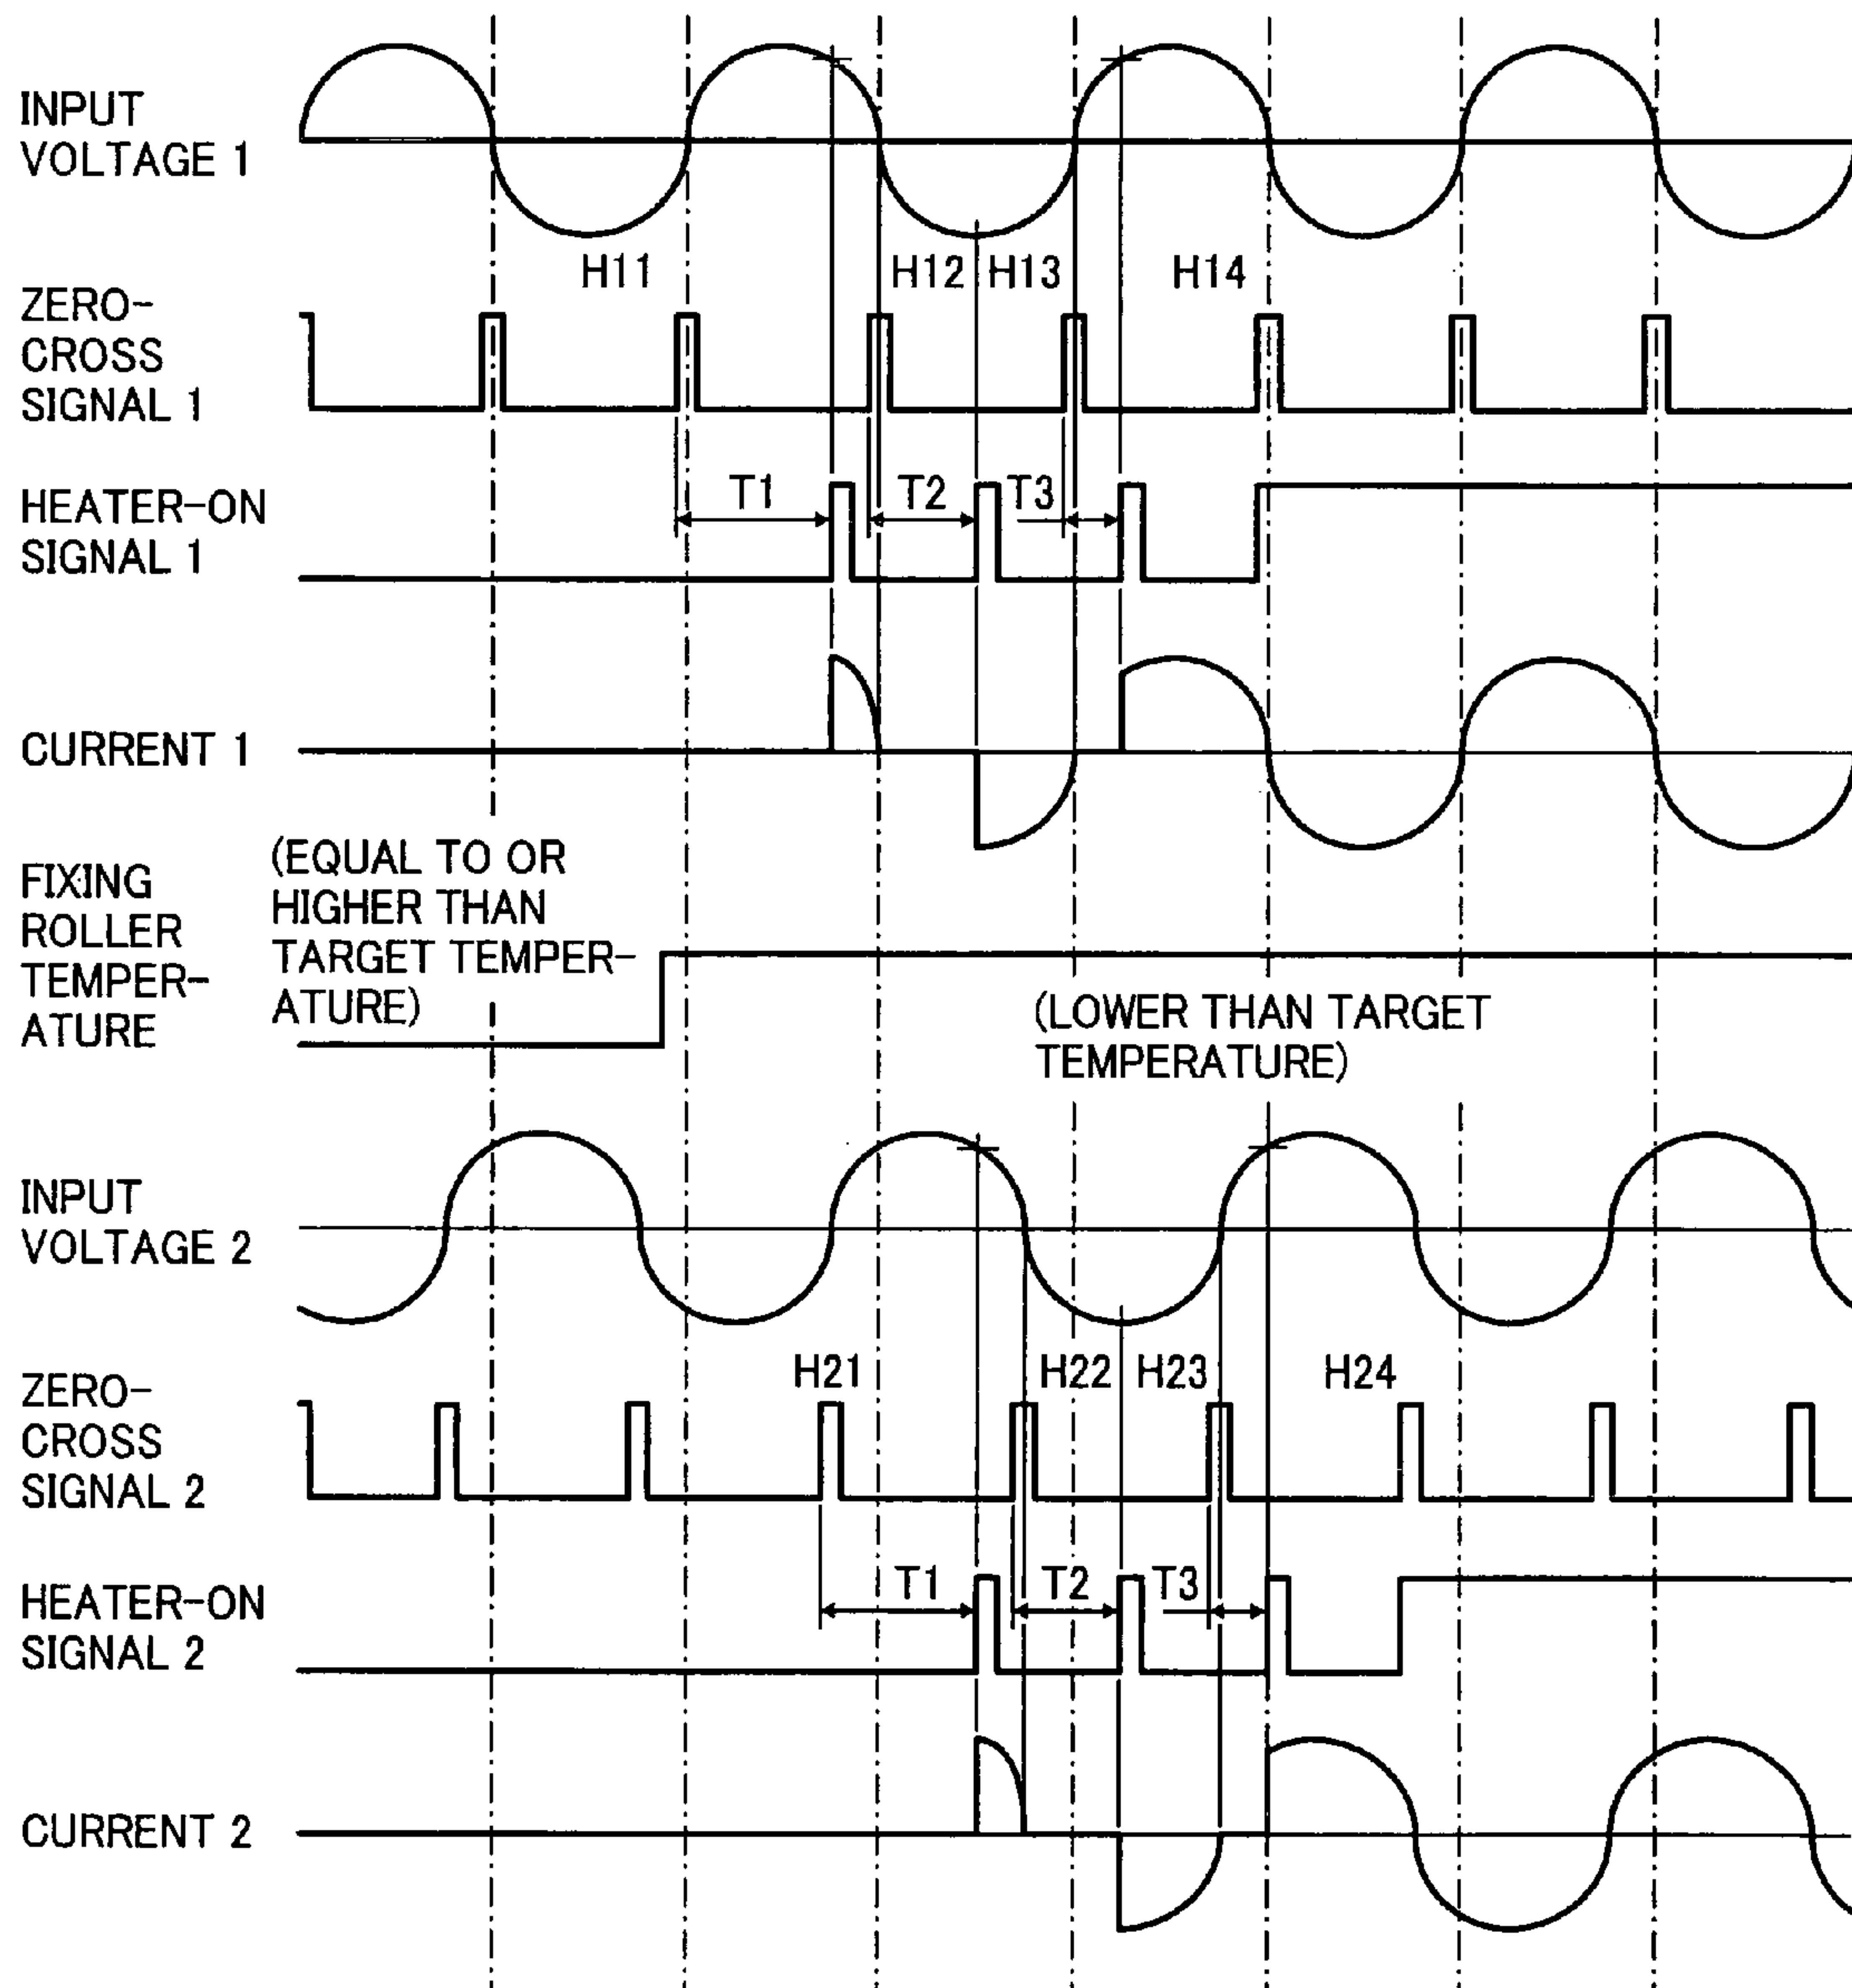 INPUT
VOLTAGE 1
H11
H12
H13
H14
ZERO-
CROSS
SIGNAL 1
T1
T2
T3
HEATER-ON
SIGNAL 1
CURRENT 1
FIXING
ROLLER
TEMPER-
ATURE
(EQUAL TO OR
HIGHER THAN
TARGET TEMPER-
ATURE)
(LOWER THAN TARGET
TEMPERATURE)
INPUT
VOLTAGE 2
H21
H22
H23
H24
ZERO-
CROSS
SIGNAL 2
T1
T2
T3
HEATER-ON
SIGNAL 2
CURRENT 2